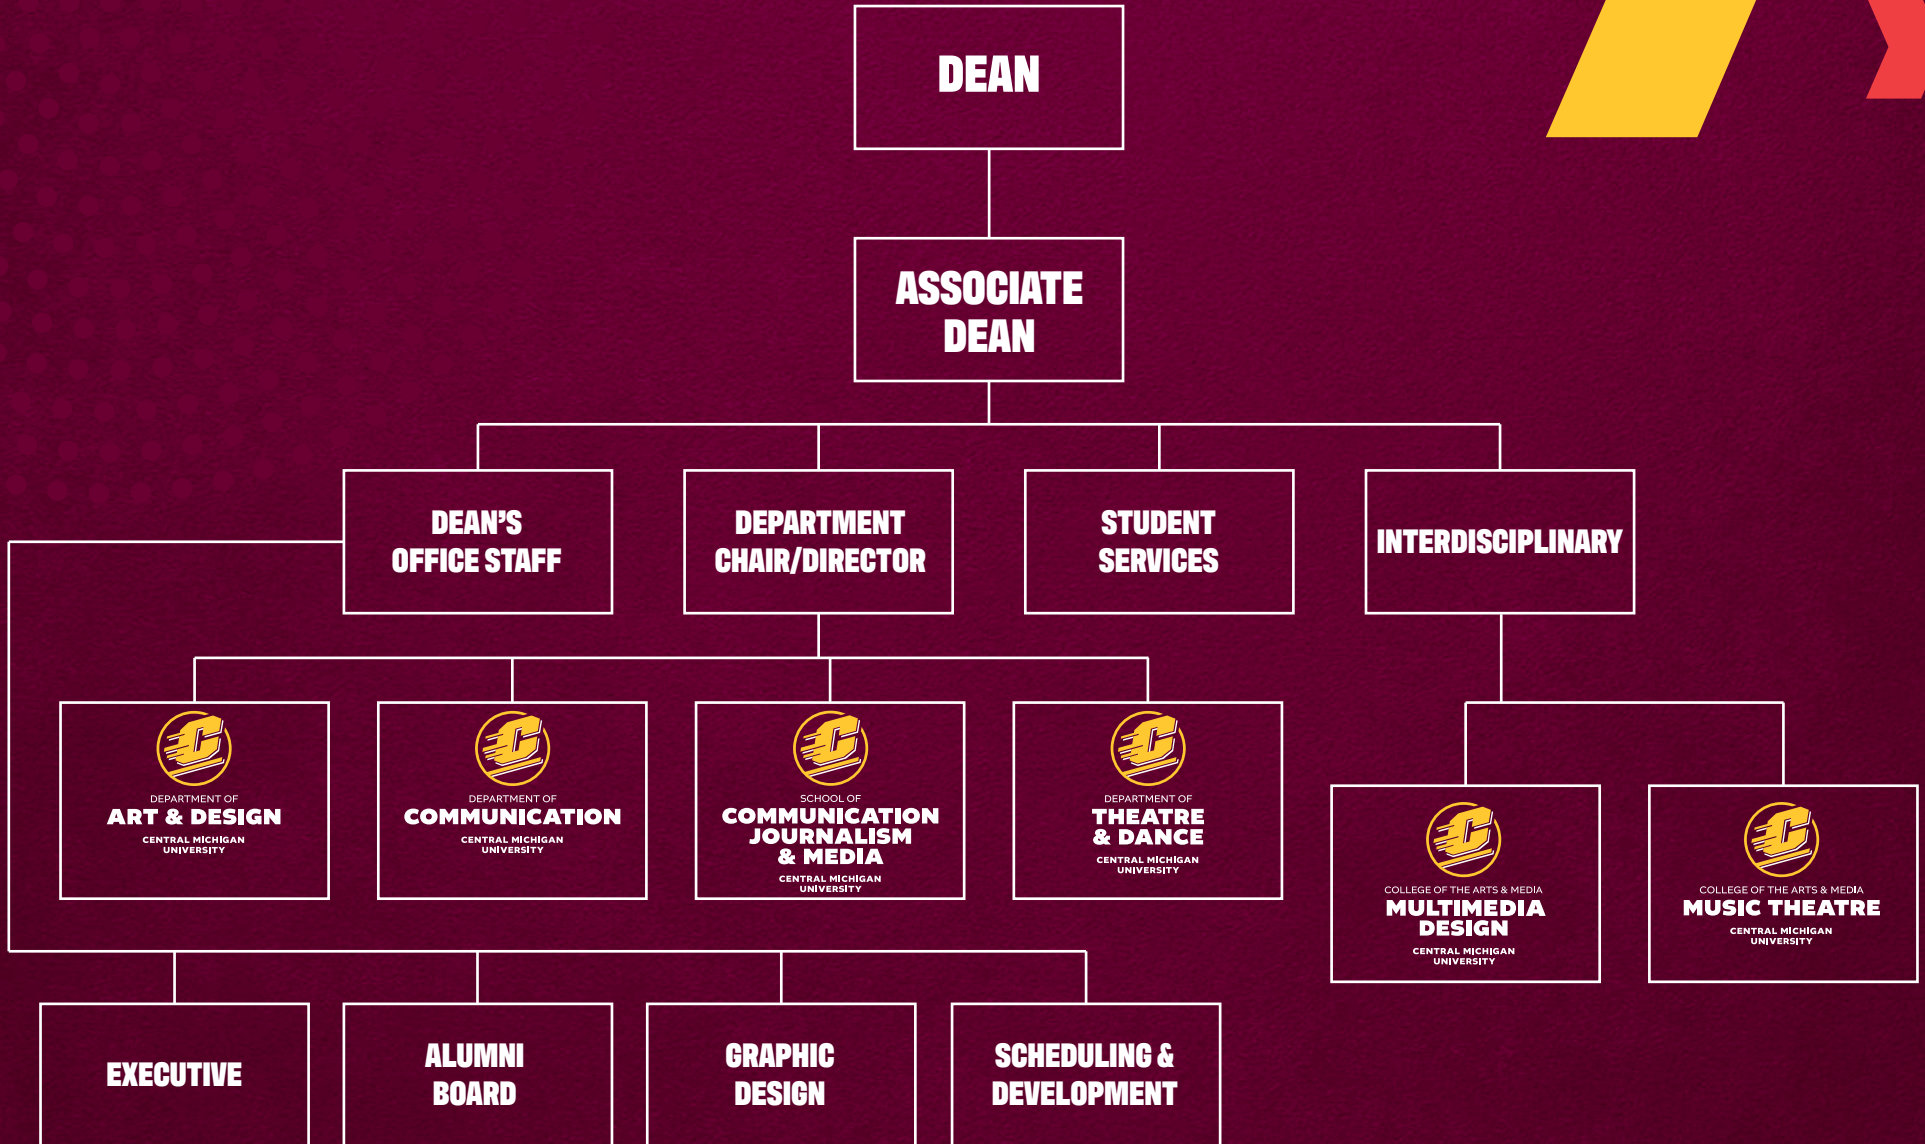 DEAN
ASSOCIATE
DEAN
DEAN’S
OFFICE STAFF
DEPARTMENT
CHAIR/DIRECTOR
STUDENT
SERVICES
INTERDISCIPLINARY
DEPARTMENT OF
ART & DESIGN
CENTRAL MICHIGAN
UNIVERSITY
DEPARTMENT OF
COMMUNICATION
CENTRAL MICHIGAN
UNIVERSITY
SCHOOL OF
COMMUNICATION
JOURNALISM
& MEDIA
CENTRAL MICHIGAN
UNIVERSITY
DEPARTMENT OF
THEATRE
& DANCE
CENTRAL MICHIGAN
UNIVERSITY
COLLEGE OF THE ARTS & MEDIA
MULTIMEDIA
DESIGN
CENTRAL MICHIGAN
UNIVERSITY
COLLEGE OF THE ARTS & MEDIA
MUSIC THEATRE
CENTRAL MICHIGAN
UNIVERSITY
EXECUTIVE
ALUMNI
BOARD
GRAPHIC
DESIGN
SCHEDULING &
DEVELOPMENT